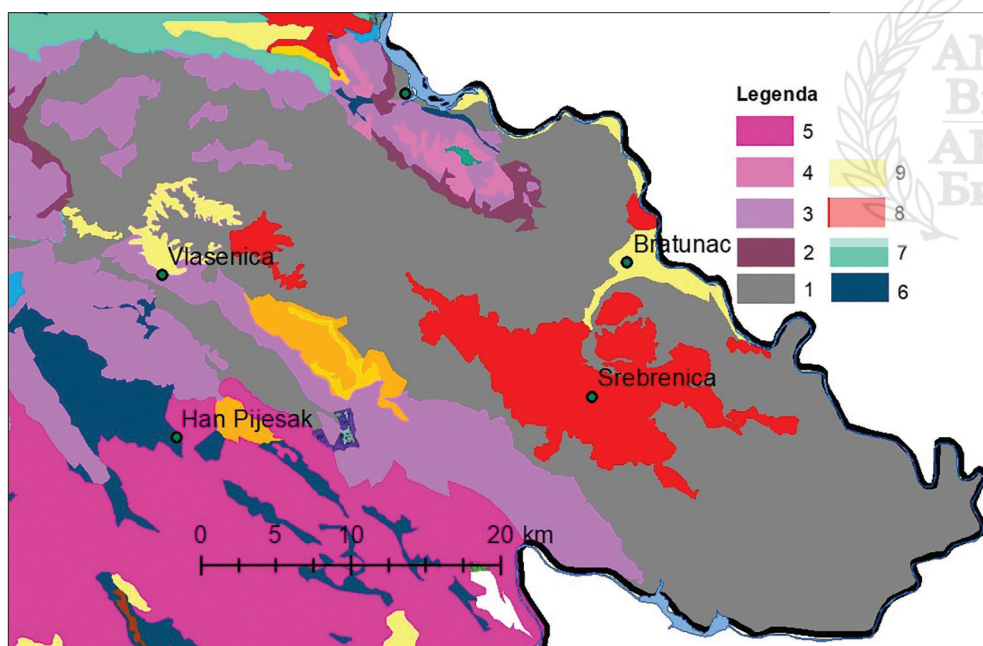 Legenda
5
4 9
3 8
2 7
1 6
Vlasenica
Bratunac
Srebrenica
Han Pijesak
0 5 10 20 km